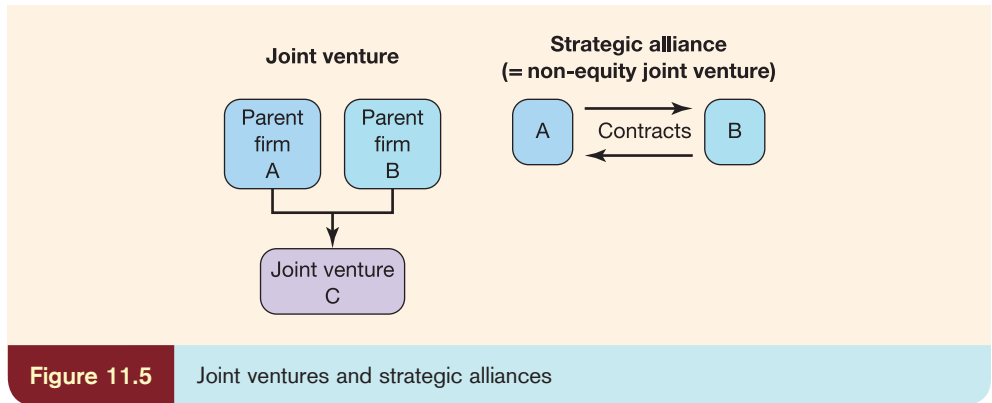 Joint venture
Parent
firm
A
Parent
firm
B
Joint venture
C
Strategic alliance
(= non-equity joint venture)
A
Contracts
B
Figure 11.5
Joint ventures and strategic alliances